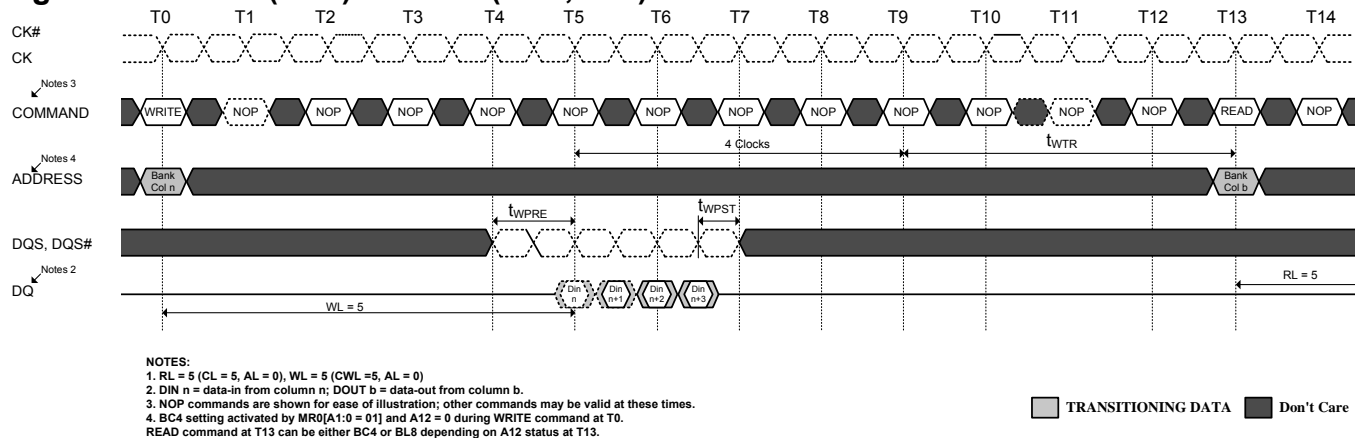 T0 T1 T2 T3 T4 T5 T6 T7 T8 T9 T10 T11 T12 T13 T14
CK#
CK
Notes 3
COMMAND WRITE NOP NOP NOP NOP NOP NOP NOP NOP NOP NOP NOP NOP READ NOP
4 Clocks tWTR
Notes 4
ADDRESS
Bank Col n
Bank Col b
tWPRE tWPST
DQS, DQS#
Notes 2
DQ
Din n
Din n+1
Din n+2
Din n+3
RL = 5
WL = 5
NOTES:
1. RL = 5 (CL = 5, AL = 0), WL = 5 (CWL =5, AL = 0)
2. DIN n = data-in from column n; DOUT b = data-out from column b.
3. NOP commands are shown for ease of illustration; other commands may be valid at these times.
4. BC4 setting activated by MR0[A1:0 = 01] and A12 = 0 during WRITE command at T0.
READ command at T13 can be either BC4 or BL8 depending on A12 status at T13.
TRANSITIONING DATA Don't Care